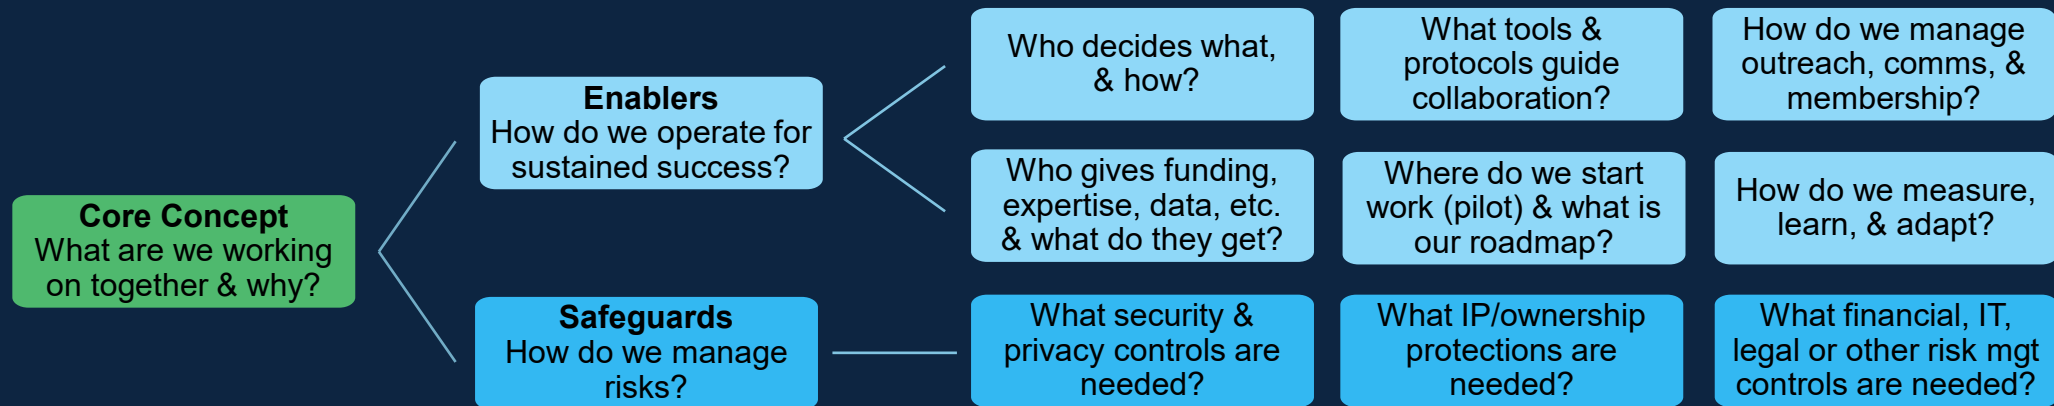 Core Concept
What are we working
on together & why?
Enablers
How do we operate for
sustained success?
Who decides what,
& how?
What tools &
protocols guide
collaboration?
How do we manage
outreach, comms, &
membership?
Who gives funding,
expertise, data, etc.
& what do they get?
Where do we start
work (pilot) & what is
our roadmap?
How do we measure,
learn, & adapt?
Safeguards
How do we manage
risks?
What security &
privacy controls are
needed?
What IP/ownership
protections are
needed?
What financial, IT,
legal or other risk mgt
controls are needed?